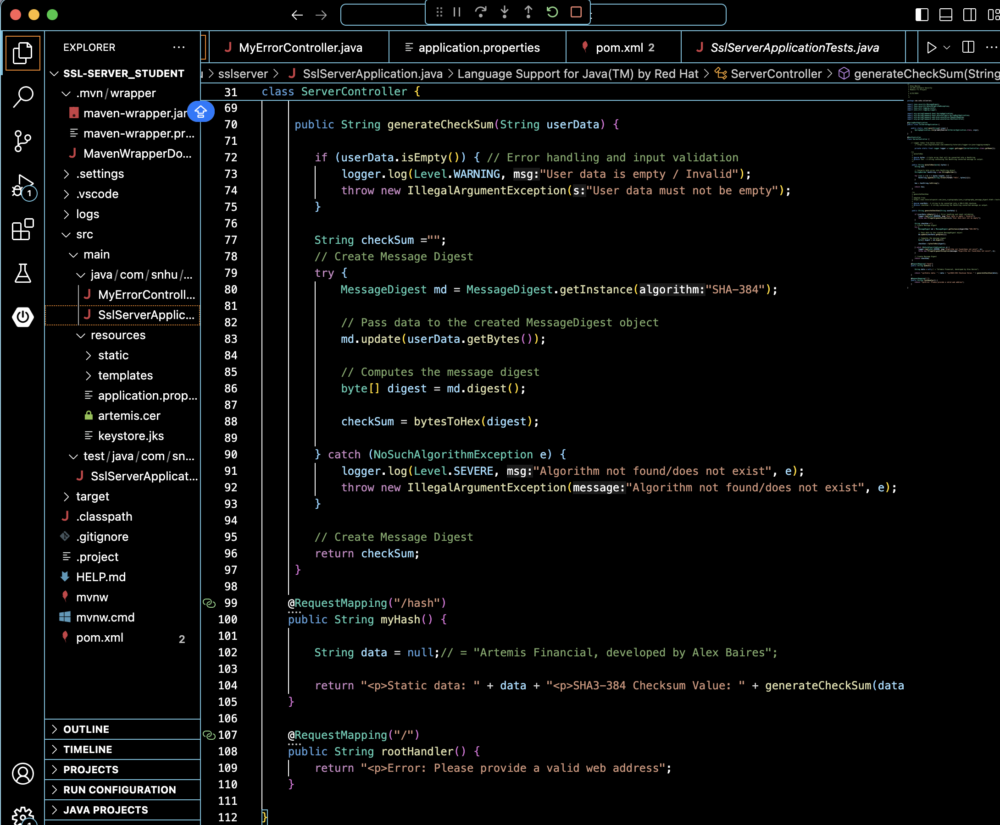 EXPLORER
SSL-SERVER_STUDENT
.mvn/wrapper
maven-wrapper.jar
maven-wrapper.pr...
MavenWrapperDo...
.settings
.vscode
logs
src
main
java/com/snhu/...
MyErrorControll...
SslServerApplic...
resources
static
templates
application.prop...
artemis.cer
keystore.jks
test/java/com/sn...
SslServerApplicat...
target
.classpath
.gitignore
.project
HELP.md
mvnw
mvnw.cmd
pom.xml 2
OUTLINE
TIMELINE
PROJECTS
RUN CONFIGURATION
JAVA PROJECTS
1
MyErrorController.java
application.properties
pom.xml 2
SslServerApplicationTests.java
sslserver > SslServerApplication.java > Language Support for Java(TM) by Red Hat > ServerController > generateCheckSum(String
31 class ServerController {
69
70 public String generateCheckSum(String userData) {
71
72 if (userData.isEmpty()) { // Error handling and input validation
73 logger.log(Level.WARNING, msg:"User data is empty / Invalid");
74 throw new IllegalArgumentException(s:"User data must not be empty");
75 }
76
77 String checkSum ="";
78 // Create Message Digest
79 try {
80 MessageDigest md = MessageDigest.getInstance(algorithm:"SHA-384");
81
82 // Pass data to the created MessageDigest object
83 md.update(userData.getBytes());
84
85 // Computes the message digest
86 byte[] digest = md.digest();
87
88 checkSum = bytesToHex(digest);
89
90 } catch (NoSuchAlgorithmException e) {
91 logger.log(Level.SEVERE, msg:"Algorithm not found/does not exist", e);
92 throw new IllegalArgumentException(message:"Algorithm not found/does not exist", e);
93 }
94
95 // Create Message Digest
96 return checkSum;
97 }
98
99 @RequestMapping("/hash")
100 public String myHash() {
101
102 String data = null;// = "Artemis Financial, developed by Alex Baires";
103
104 return "<p>Static data: " + data + "<p>SHA3-384 Checksum Value: " + generateCheckSum(data
105 }
106
107 @RequestMapping("/")
108 public String rootHandler() {
109 return "<p>Error: Please provide a valid web address";
110 }
111
112 }